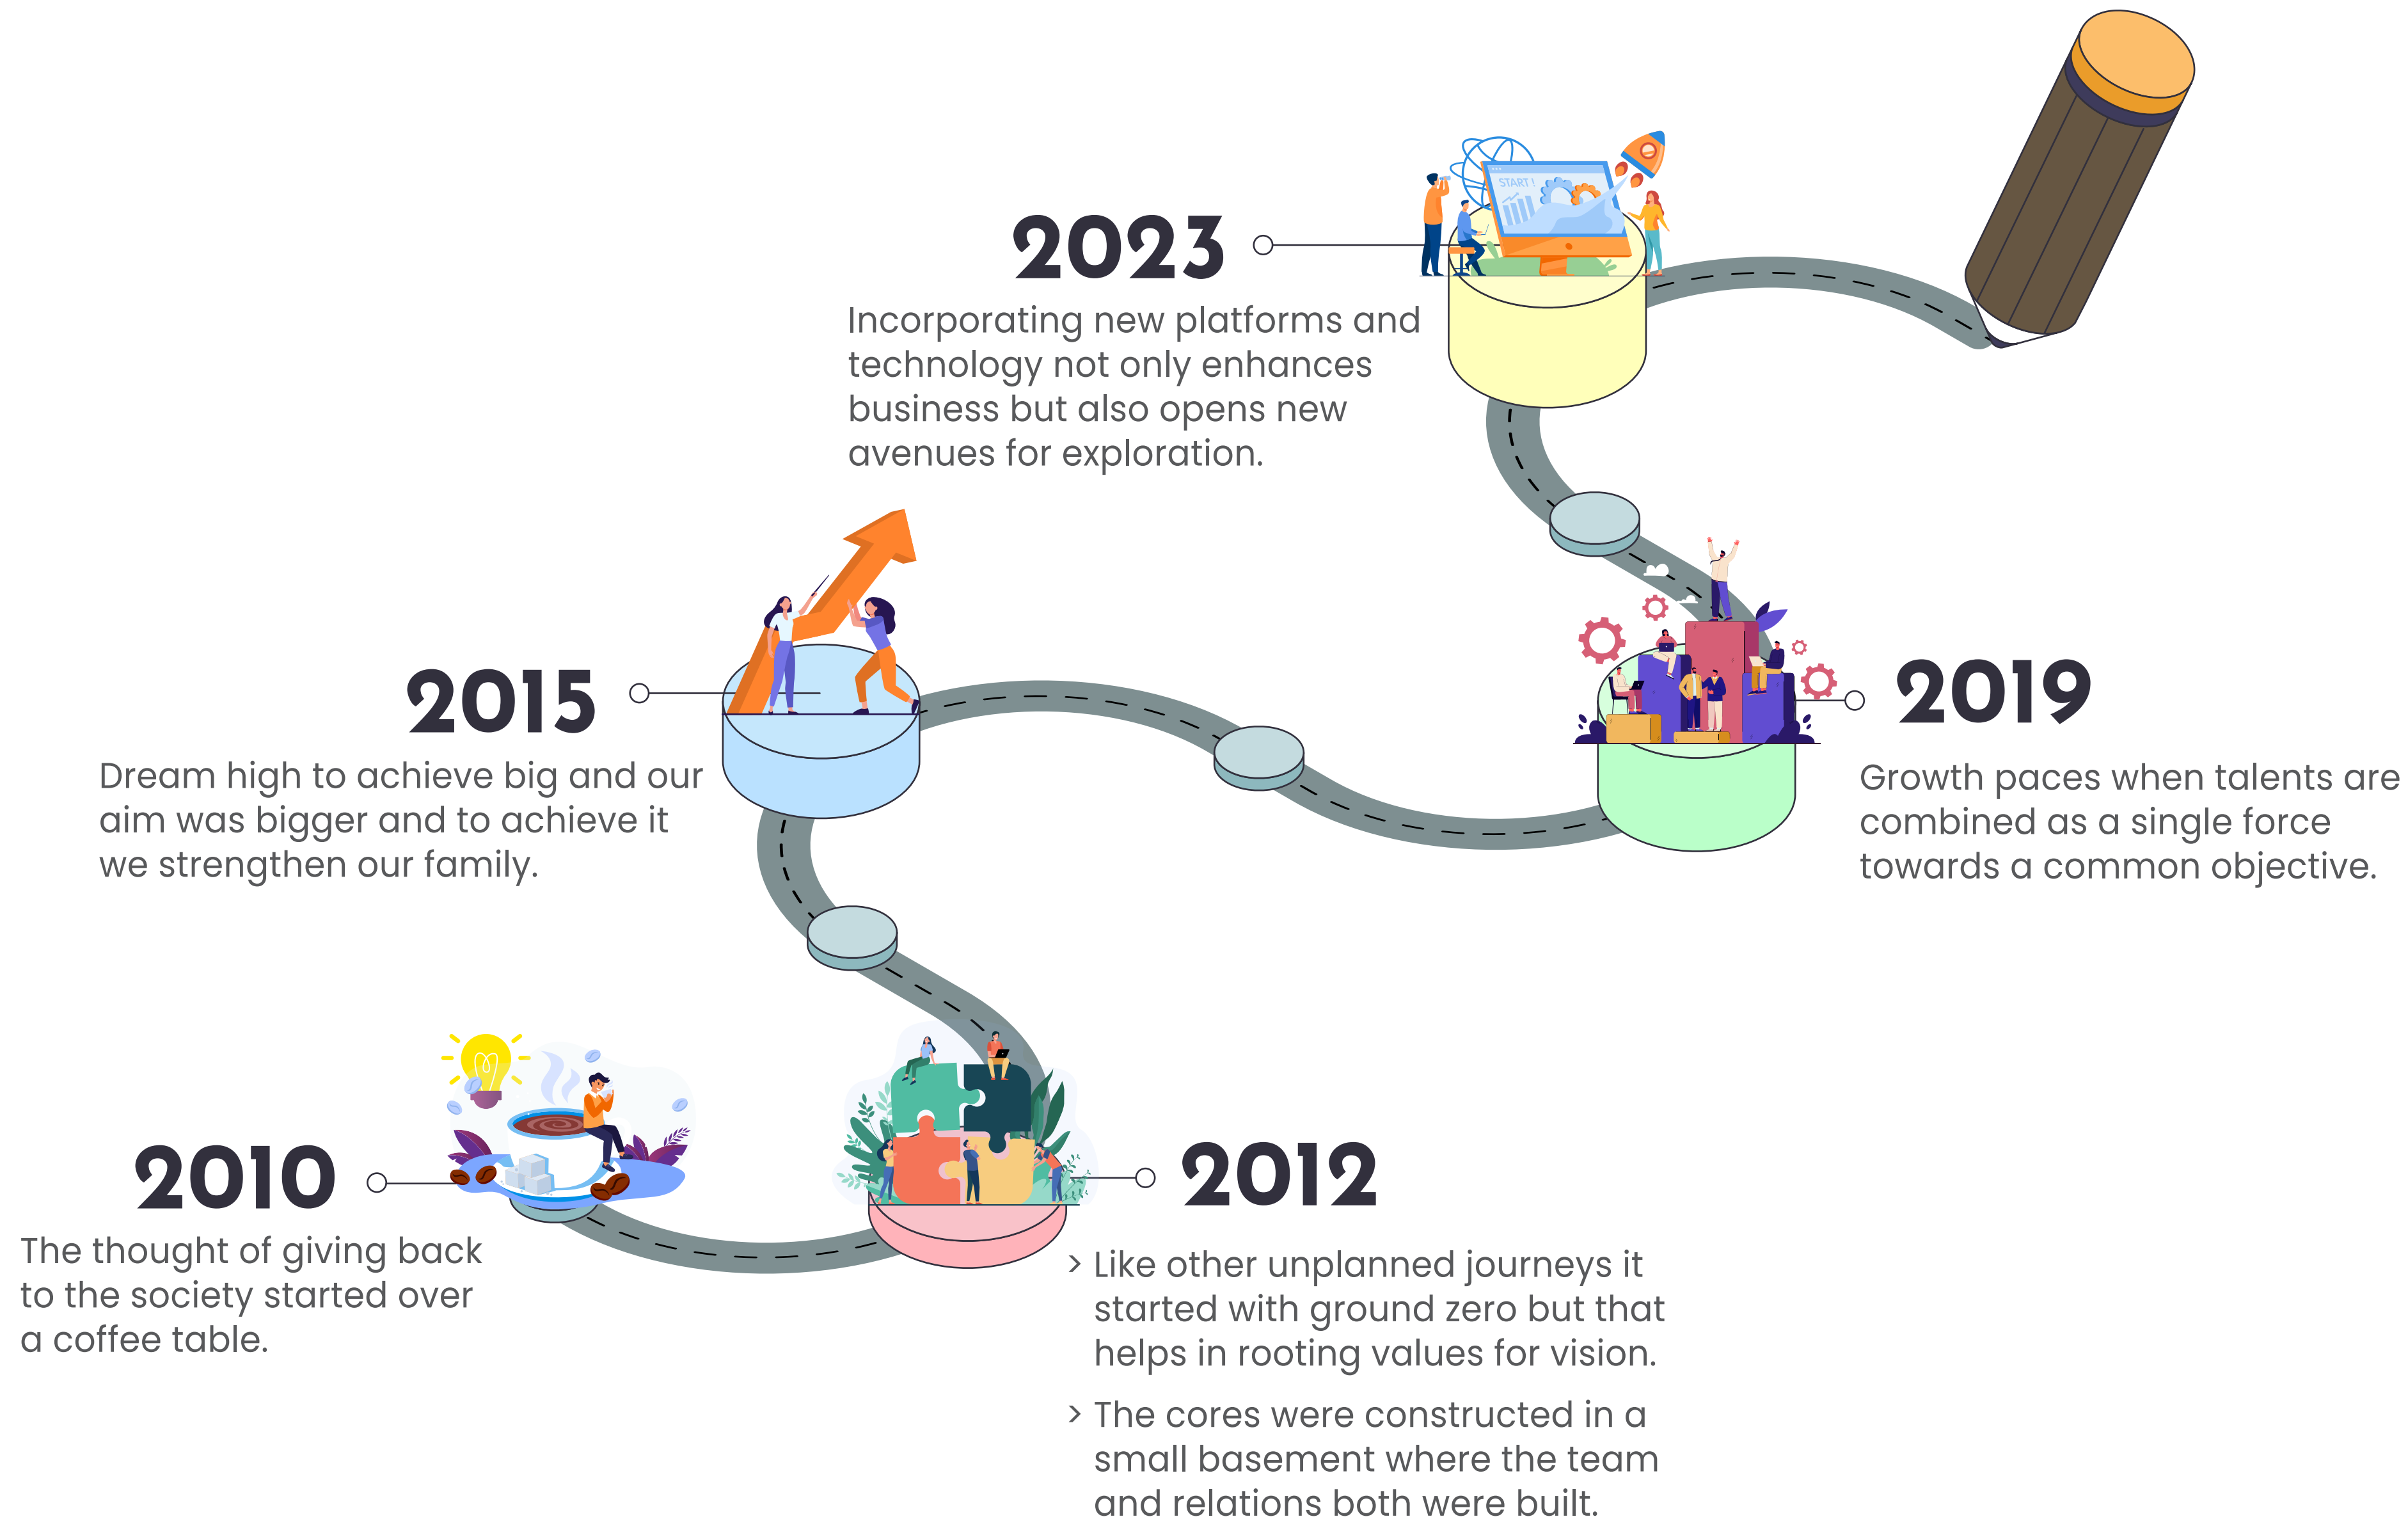 START !
2023
Incorporating new platforms and
technology not only enhances
business but also opens new
avenues for exploration.
2015
Dream high to achieve big and our
aim was bigger and to achieve it
we strengthen our family.
2019
Growth paces when talents are
combined as a single force
towards a common objective.
2010
The thought of giving back
to the society started over
a coffee table.
2012
> Like other unplanned journeys it
started with ground zero but that
helps in rooting values for vision.
> The cores were constructed in a
small basement where the team
and relations both were built.